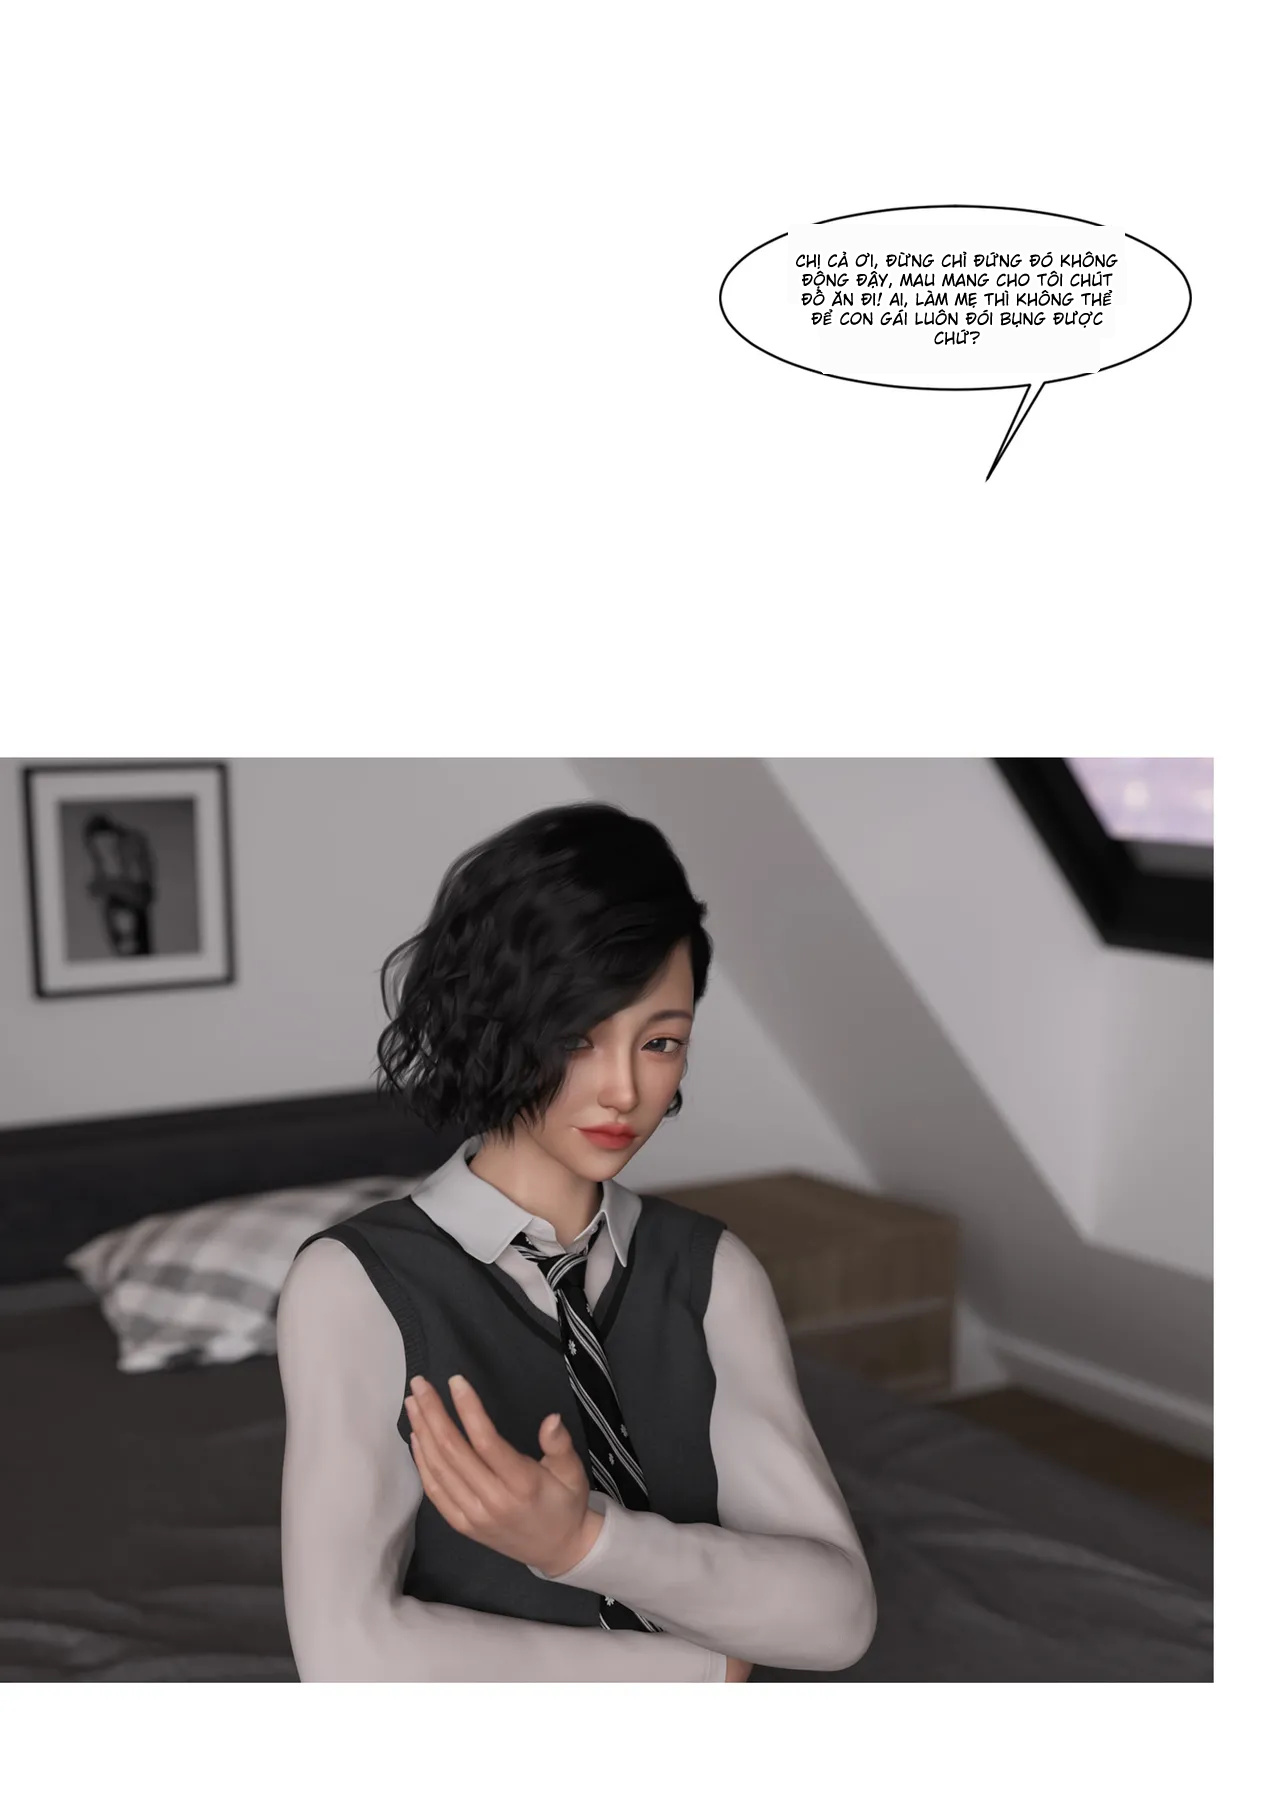 CHỊ CẢ ƠI, ĐỪNG CHỈ ĐỨNG ĐÓ KHÔNG
ĐỘNG ĐẬY, MAU MANG CHO TÔI CHÚT
ĐỒ ĂN ĐI! AI, LÀM MẸ THÌ KHÔNG THỂ
ĐỂ CON GÁI LUÔN ĐÓI BỤNG ĐƯỢC
CHỨ?